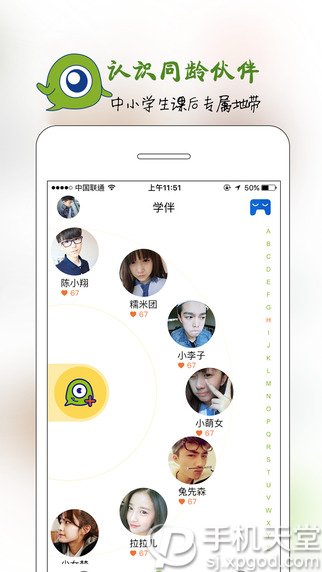 认识同龄伙伴
中小学生课后专属地带
中国联通
上午11:51
52%
学伴
陈小翔
67
糯米团
67
小李子
67
小萌女
67
兔先森
67
拉拉儿
67
A
B
C
D
E
F
G
H
I
J
K
L
M
N
O
P
Q
R
S
T
U
V
W
X
手机天堂
sj.xpgod.com